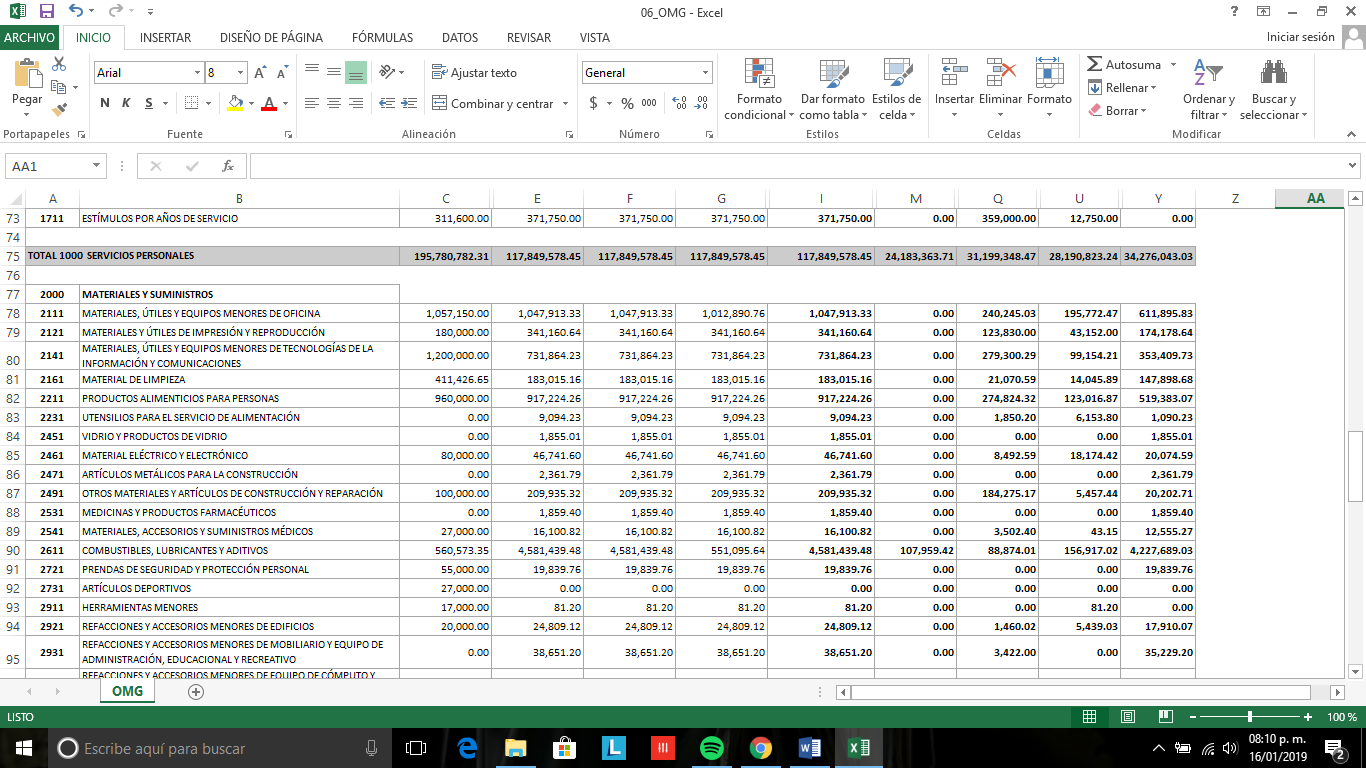 06_OMG - Excel
ARCHIVO INICIO INSERTAR DISEÑO DE PÁGINA FÓRMULAS DATOS REVISAR VISTA Iniciar sesión
Pegar Arial 8 Ajustar texto General Formato condicional Dar formato como tabla Estilos de celda Insertar Eliminar Formato Autosuma Rellenar Borrar Ordenar y filtrar Buscar y seleccionar
N K S Combinar y centrar $ % 000
Portapapeles Fuente Alineación Número Estilos Celdas Modificar
AA1 fx
A B C E F G I M Q U Y Z AA
73 1711 ESTÍMULOS POR AÑOS DE SERVICIO 311,600.00 371,750.00 371,750.00 371,750.00 371,750.00 0.00 359,000.00 12,750.00 0.00
74
75 TOTAL 1000 SERVICIOS PERSONALES 195,780,782.31 117,849,578.45 117,849,578.45 117,849,578.45 117,849,578.45 24,183,363.71 31,199,348.47 28,190,823.24 34,276,043.03
76
77 2000 MATERIALES Y SUMINISTROS
78 2111 MATERIALES, ÚTILES Y EQUIPOS MENORES DE OFICINA 1,057,150.00 1,047,913.33 1,047,913.33 1,012,890.76 1,047,913.33 0.00 240,245.03 195,772.47 611,895.83
79 2121 MATERIALES Y ÚTILES DE IMPRESIÓN Y REPRODUCCIÓN 180,000.00 341,160.64 341,160.64 341,160.64 341,160.64 0.00 123,830.00 43,152.00 174,178.64
80 2141 MATERIALES, ÚTILES Y EQUIPOS MENORES DE TECNOLOGÍAS DE LA
INFORMACIÓN Y COMUNICACIONES 1,200,000.00 731,864.23 731,864.23 731,864.23 731,864.23 0.00 279,300.29 99,154.21 353,409.73
81 2161 MATERIAL DE LIMPIEZA 411,426.65 183,015.16 183,015.16 183,015.16 183,015.16 0.00 21,070.59 14,045.89 147,898.68
82 2211 PRODUCTOS ALIMENTICIOS PARA PERSONAS 960,000.00 917,224.26 917,224.26 917,224.26 917,224.26 0.00 274,824.32 123,016.87 519,383.07
83 2231 UTENSILIOS PARA EL SERVICIO DE ALIMENTACIÓN 0.00 9,094.23 9,094.23 9,094.23 9,094.23 0.00 1,850.20 6,153.80 1,090.23
84 2451 VIDRIO Y PRODUCTOS DE VIDRIO 0.00 1,855.01 1,855.01 1,855.01 1,855.01 0.00 0.00 0.00 1,855.01
85 2461 MATERIAL ELÉCTRICO Y ELECTRÓNICO 80,000.00 46,741.60 46,741.60 46,741.60 46,741.60 0.00 8,492.59 18,174.42 20,074.59
86 2471 ARTÍCULOS METÁLICOS PARA LA CONSTRUCCIÓN 0.00 2,361.79 2,361.79 2,361.79 2,361.79 0.00 0.00 0.00 2,361.79
87 2491 OTROS MATERIALES Y ARTÍCULOS DE CONSTRUCCIÓN Y REPARACIÓN 100,000.00 209,935.32 209,935.32 209,935.32 209,935.32 0.00 184,275.17 5,457.44 20,202.71
88 2531 MEDICINAS Y PRODUCTOS FARMACÉUTICOS 0.00 1,859.40 1,859.40 1,859.40 1,859.40 0.00 0.00 0.00 1,859.40
89 2541 MATERIALES, ACCESORIOS Y SUMINISTROS MÉDICOS 27,000.00 16,100.82 16,100.82 16,100.82 16,100.82 0.00 3,502.40 43.15 12,555.27
90 2611 COMBUSTIBLES, LUBRICANTES Y ADITIVOS 560,573.35 4,581,439.48 4,581,439.48 551,095.64 4,581,439.48 107,959.42 88,874.01 156,917.02 4,227,689.03
91 2721 PRENDAS DE SEGURIDAD Y PROTECCIÓN PERSONAL 55,000.00 19,839.76 19,839.76 19,839.76 19,839.76 0.00 0.00 0.00 19,839.76
92 2731 ARTÍCULOS DEPORTIVOS 27,000.00 0.00 0.00 0.00 0.00 0.00 0.00 0.00 0.00
93 2911 HERRAMIENTAS MENORES 17,000.00 81.20 81.20 81.20 81.20 0.00 0.00 81.20 0.00
94 2921 REFACCIONES Y ACCESORIOS MENORES DE EDIFICIOS 20,000.00 24,809.12 24,809.12 24,809.12 24,809.12 0.00 1,460.02 5,439.03 17,910.07
95 2931 REFACCIONES Y ACCESORIOS MENORES DE MOBILIARIO Y EQUIPO DE
ADMINISTRACIÓN, EDUCACIONAL Y RECREATIVO 0.00 38,651.20 38,651.20 38,651.20 38,651.20 0.00 3,422.00 0.00 35,229.20
REFACCIONES Y ACCESORIOS MENORES DE EQUIPO DE CÓMPUTO Y
OMG
LISTO 100 %
Escribe aquí para buscar 08:10 p. m.
16/01/2019 2